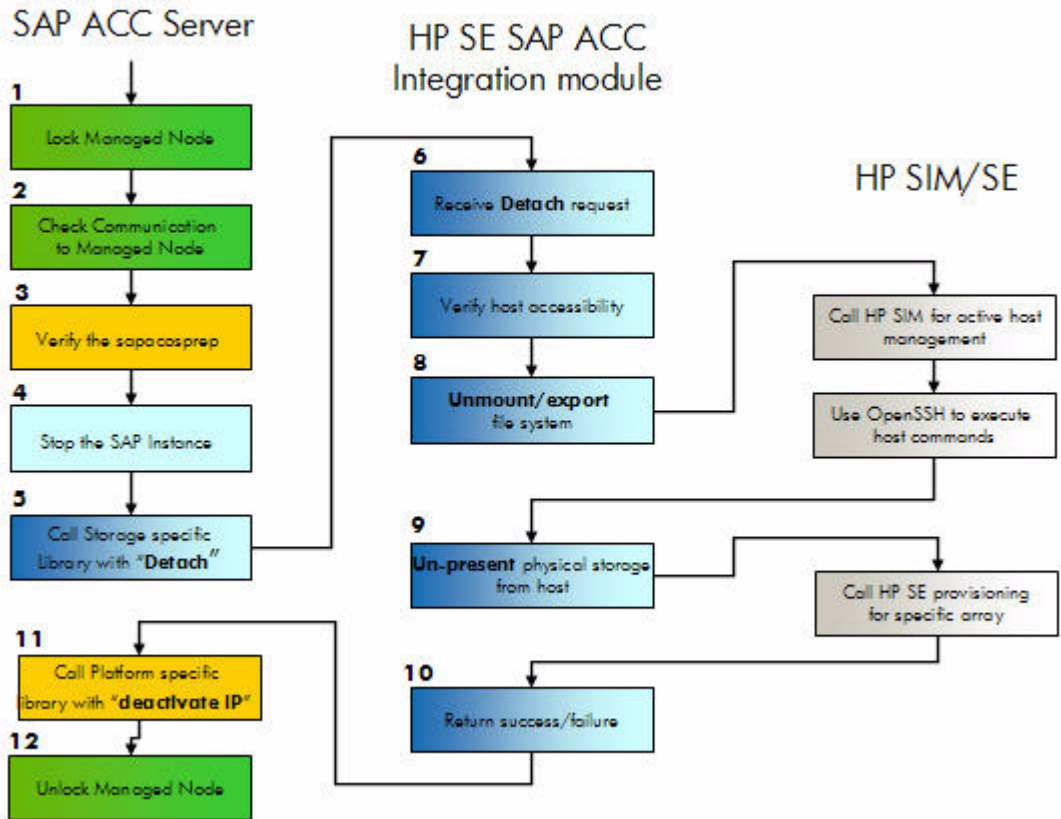 SAP ACC Server
1
Lock Managed Node
2
Check Communication
to Managed Node
3
Verify the sapacosprep
4
Stop the SAP Instance
5
Call Storage specific
Library with "Detach"
HP SE SAP ACC
Integration module
6
Receive Detach request
7
Verify host accessibility
8
Unmount/export
file system
HP SIM/SE
Call HP SIM for active host
management
Use OpenSSH to execute
host commands
9
Un-present physical storage
from host
Call HP SE provisioning
for specific array
10
Return success/failure
11
Call Platform specific
library with "deactivate IP"
12
Unlock Managed Node